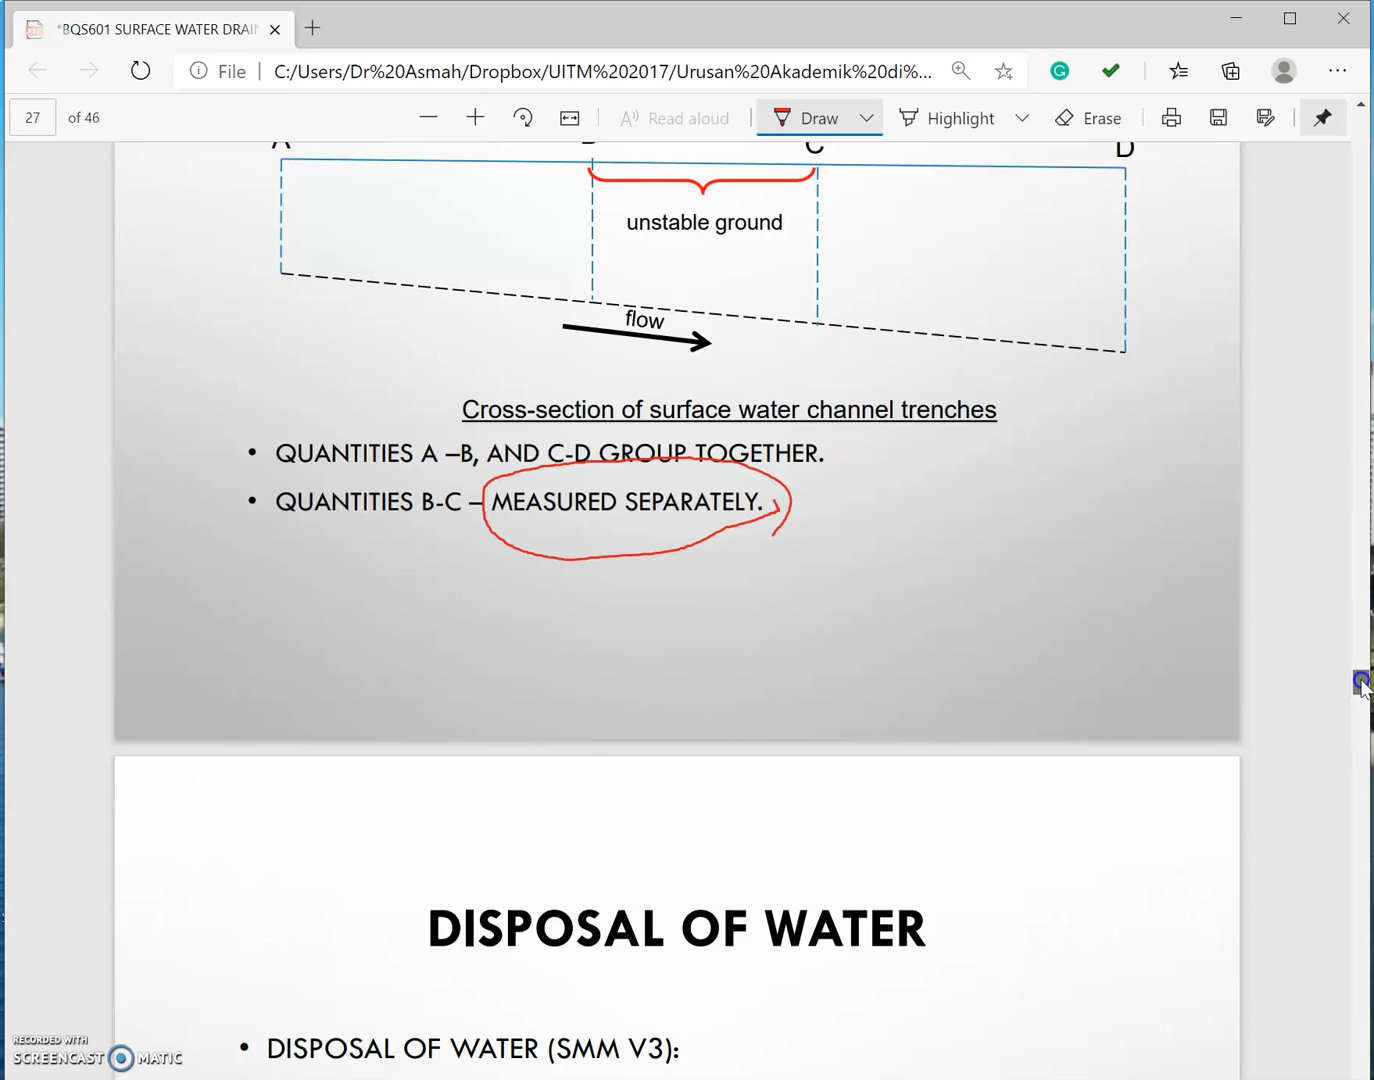 *BQS601 SURFACE WATER DRAIN
File C:/Users/Dr%20Asmah/Dropbox/UITM%202017/Urusan%20Akademik%20di%...
27 of 46 Read aloud Draw Highlight Erase
A C D
unstable ground
flow
Cross-section of surface water channel trenches
• QUANTITIES A –B, AND C-D GROUP TOGETHER.
• QUANTITIES B-C – MEASURED SEPARATELY.
DISPOSAL OF WATER
• DISPOSAL OF WATER (SMM V3):
RECORDED WITH
SCREENCAST MATIC